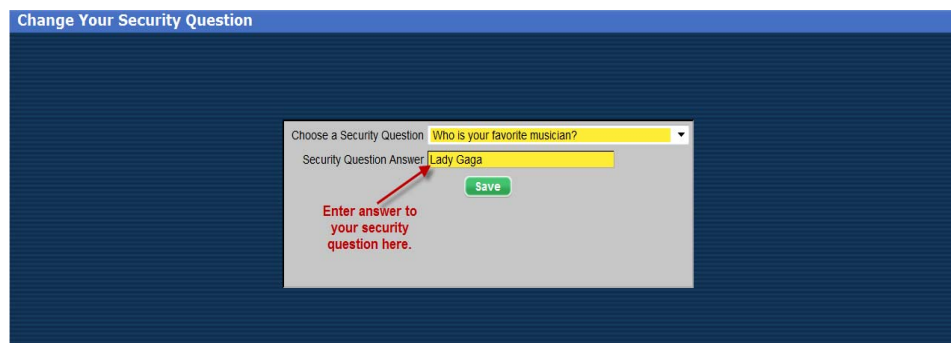 Change Your Security Question
Choose a Security Question Who is your favorite musician?
Security Question Answer Lady Gaga
Save
Enter answer to
your security
question here.